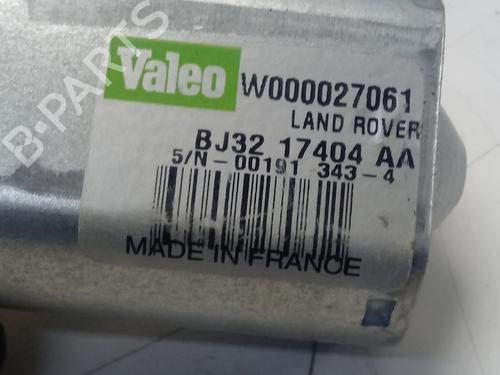 Valeo W000027061
LAND ROVER
BJ32 17404 AA
S/N-00191 343-4
MADE IN FRANCE
B-PARTS